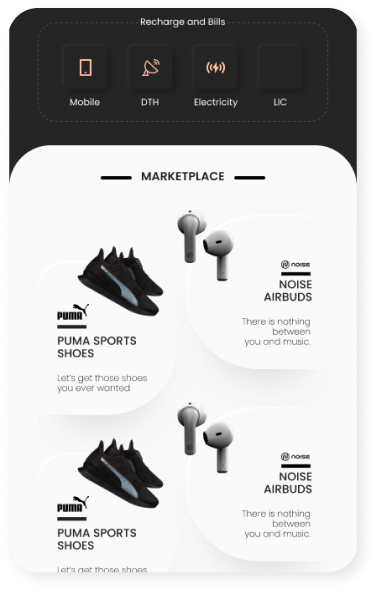 Recharge and Bills
Mobile
DTH
Electricity
LIC
MARKETPLACE
noise
NOISE
AIRBUDS
There is nothing
between
you and music.
PUMA
PUMA SPORTS
SHOES
Let's get those shoes
you ever wanted
noise
NOISE
AIRBUDS
There is nothing
between
you and music.
PUMA
PUMA SPORTS
SHOES
Let's get those shoes